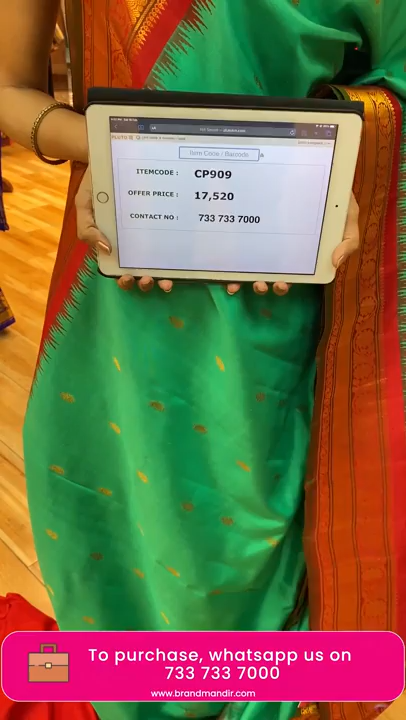 Item Code / Barcode
ITEMCODE : CP909
OFFER PRICE : 17,520
CONTACT NO : 733 733 7000
To purchase, whatsapp us on
733 733 7000
www.brandmandir.com